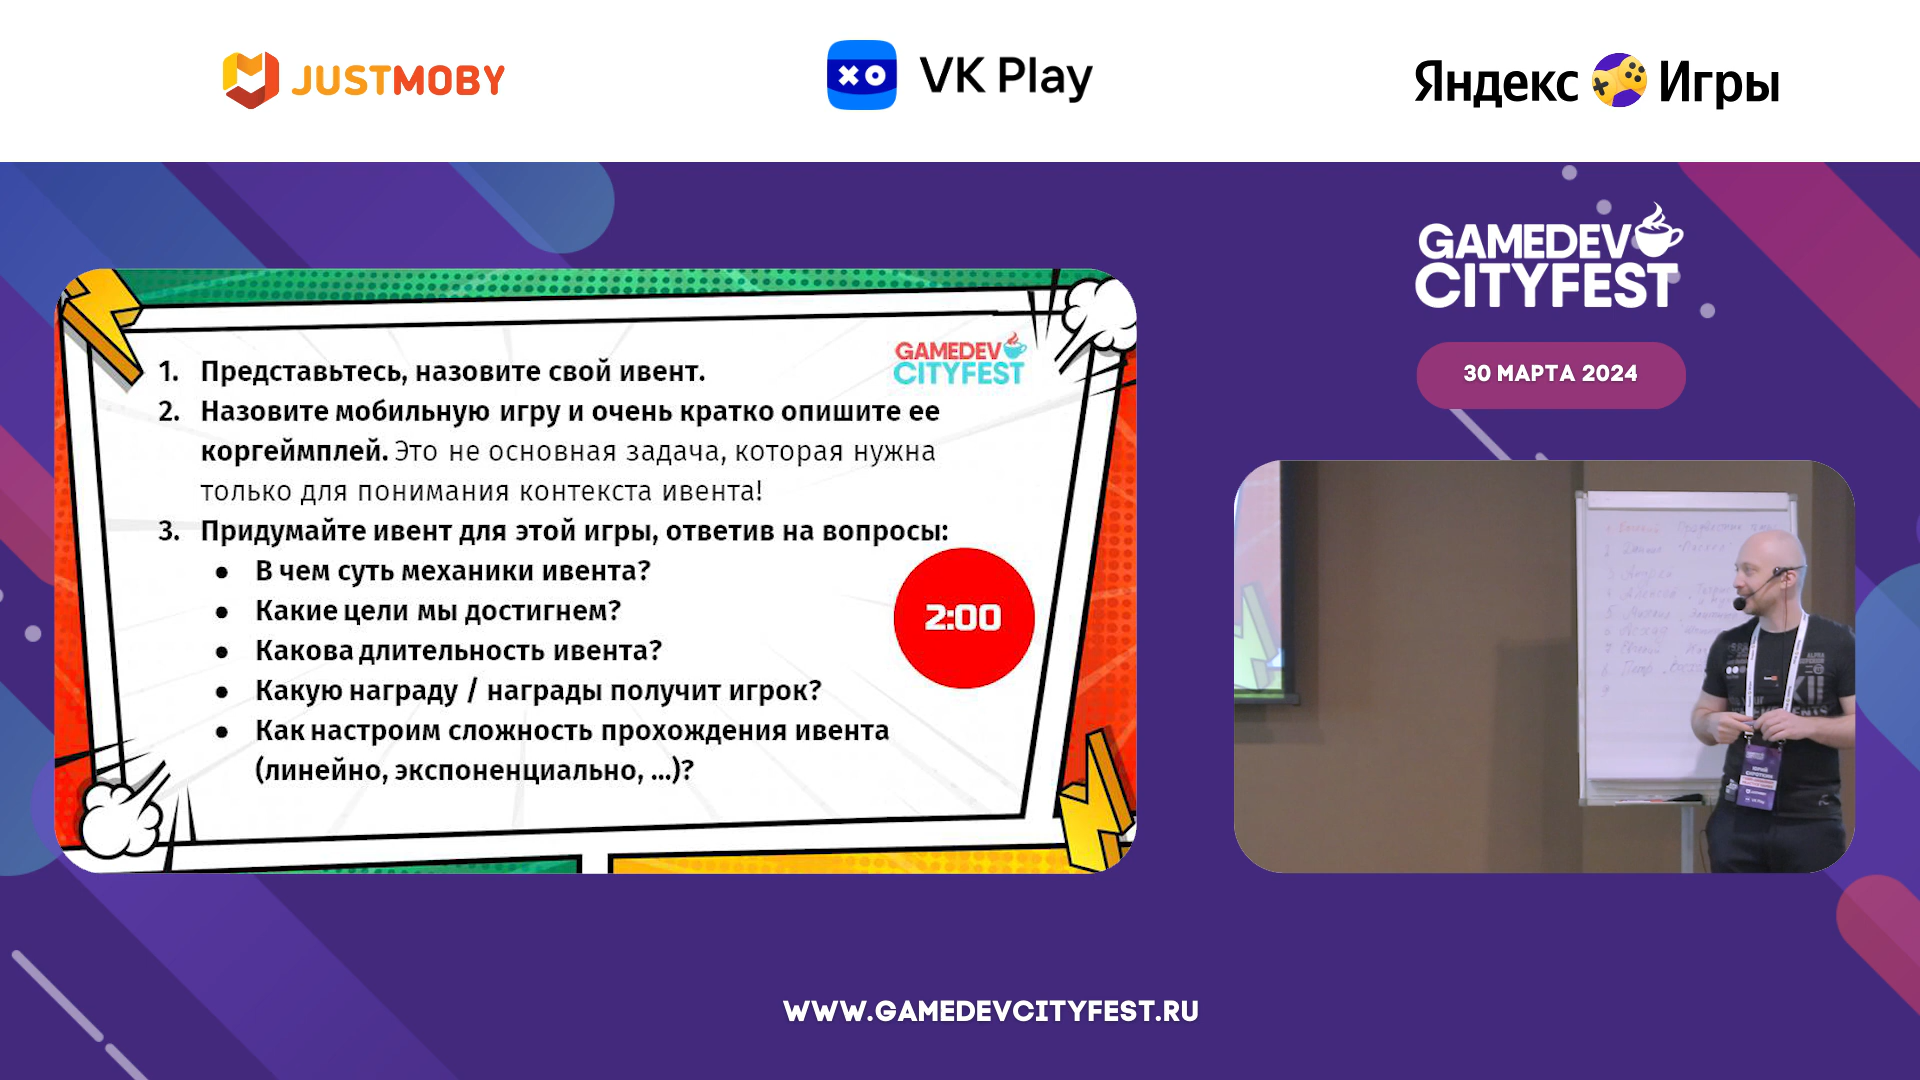 JUSTMOBY
VK Play
Яндекс Игры
GAMEDEV
CITYFEST
30 МАРТА 2024
GAMEDEV
CITYFEST
1. Представьтесь, назовите свой ивент.
2. Назовите мобильную игру и очень кратко опишите ее
коргеймплей. Это не основная задача, которая нужна
только для понимания контекста ивента!
3. Придумайте ивент для этой игры, ответив на вопросы:
● В чем суть механики ивента?
● Какие цели мы достигнем?
● Какова длительность ивента?
● Какую награду / награды получит игрок?
● Как настроим сложность прохождения ивента
(линейно, экспоненциально, ...)?
2:00
WWW.GAMEDEVCITYFEST.RU